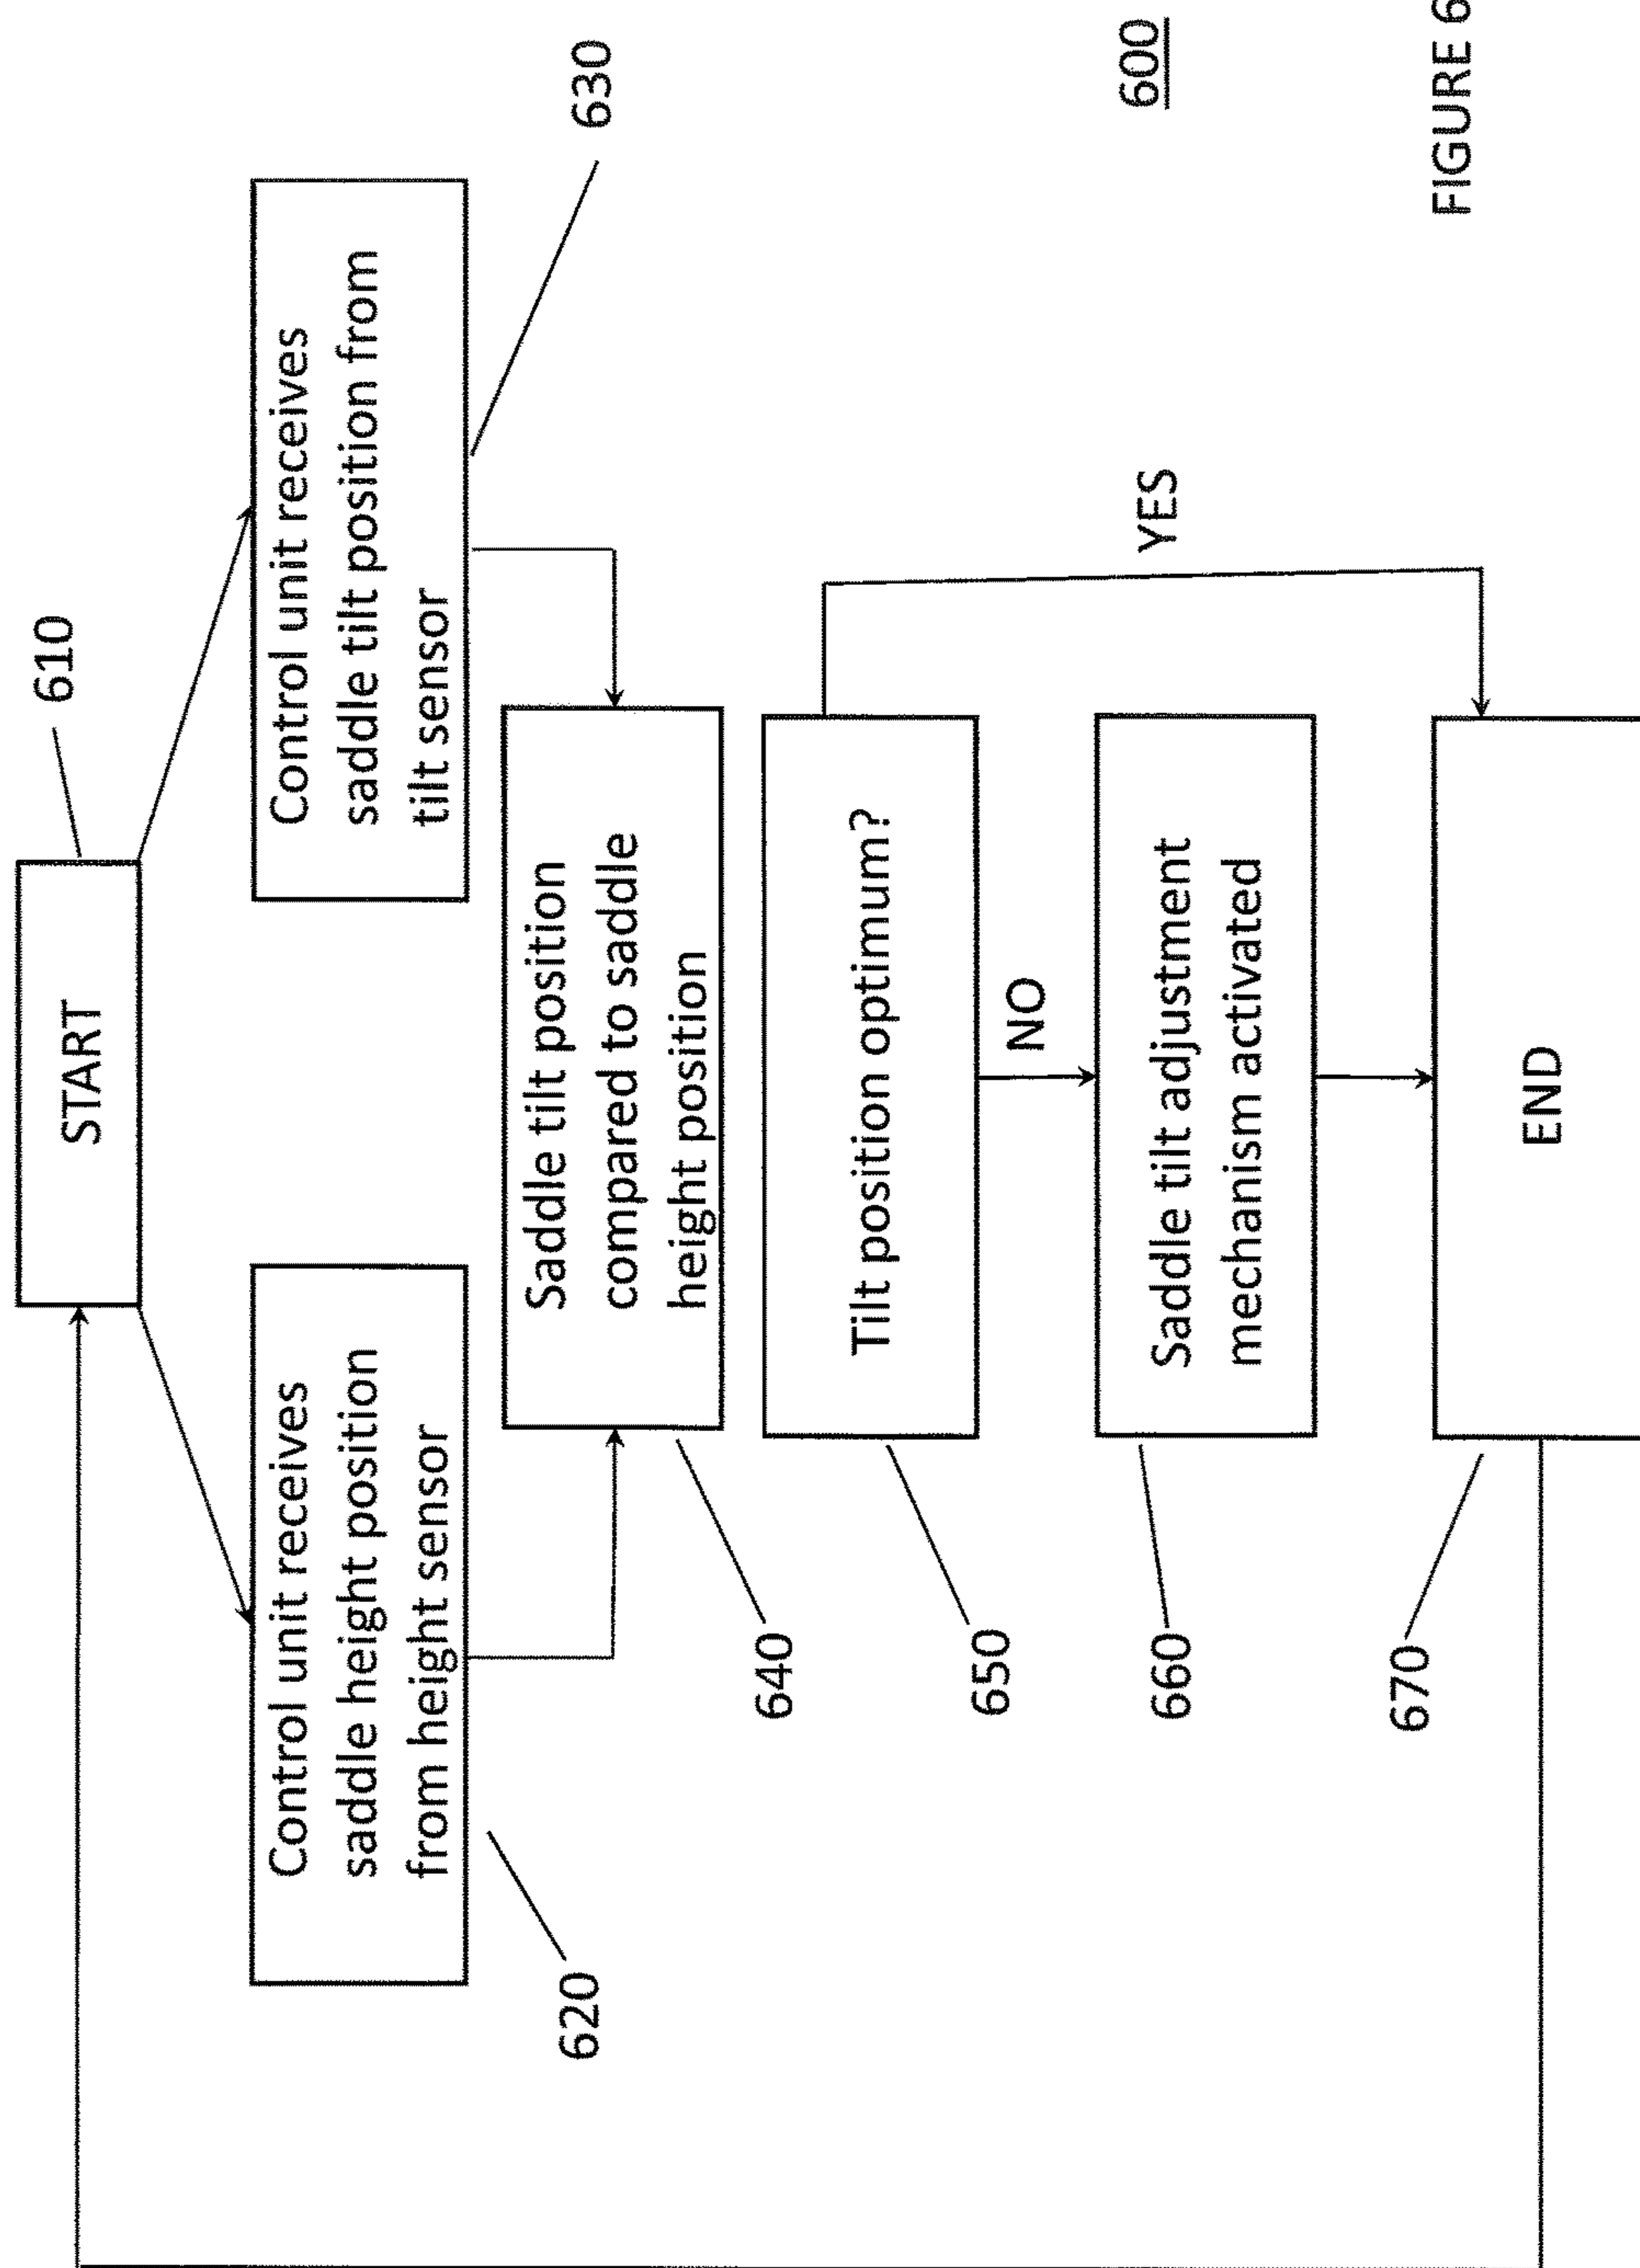 START
610
Control unit receives
saddle height position
from height sensor
620
Control unit receives
saddle tilt position from
tilt sensor
630
Saddle tilt position
compared to saddle
height position
640
Tilt position optimum?
650
NO
YES
Saddle tilt adjustment
mechanism activated
660
600
END
670
FIGURE 6